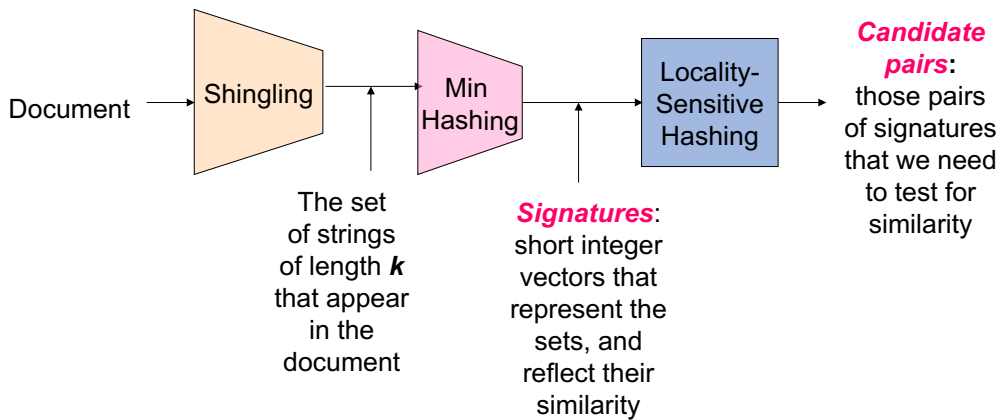 Document
Shingling
The set
of strings
of length k
that appear
in the
document
Min
Hashing
Signatures:
short integer
vectors that
represent the
sets, and
reflect their
similarity
Locality-
Sensitive
Hashing
Candidate
pairs:
those pairs
of signatures
that we need
to test for
similarity